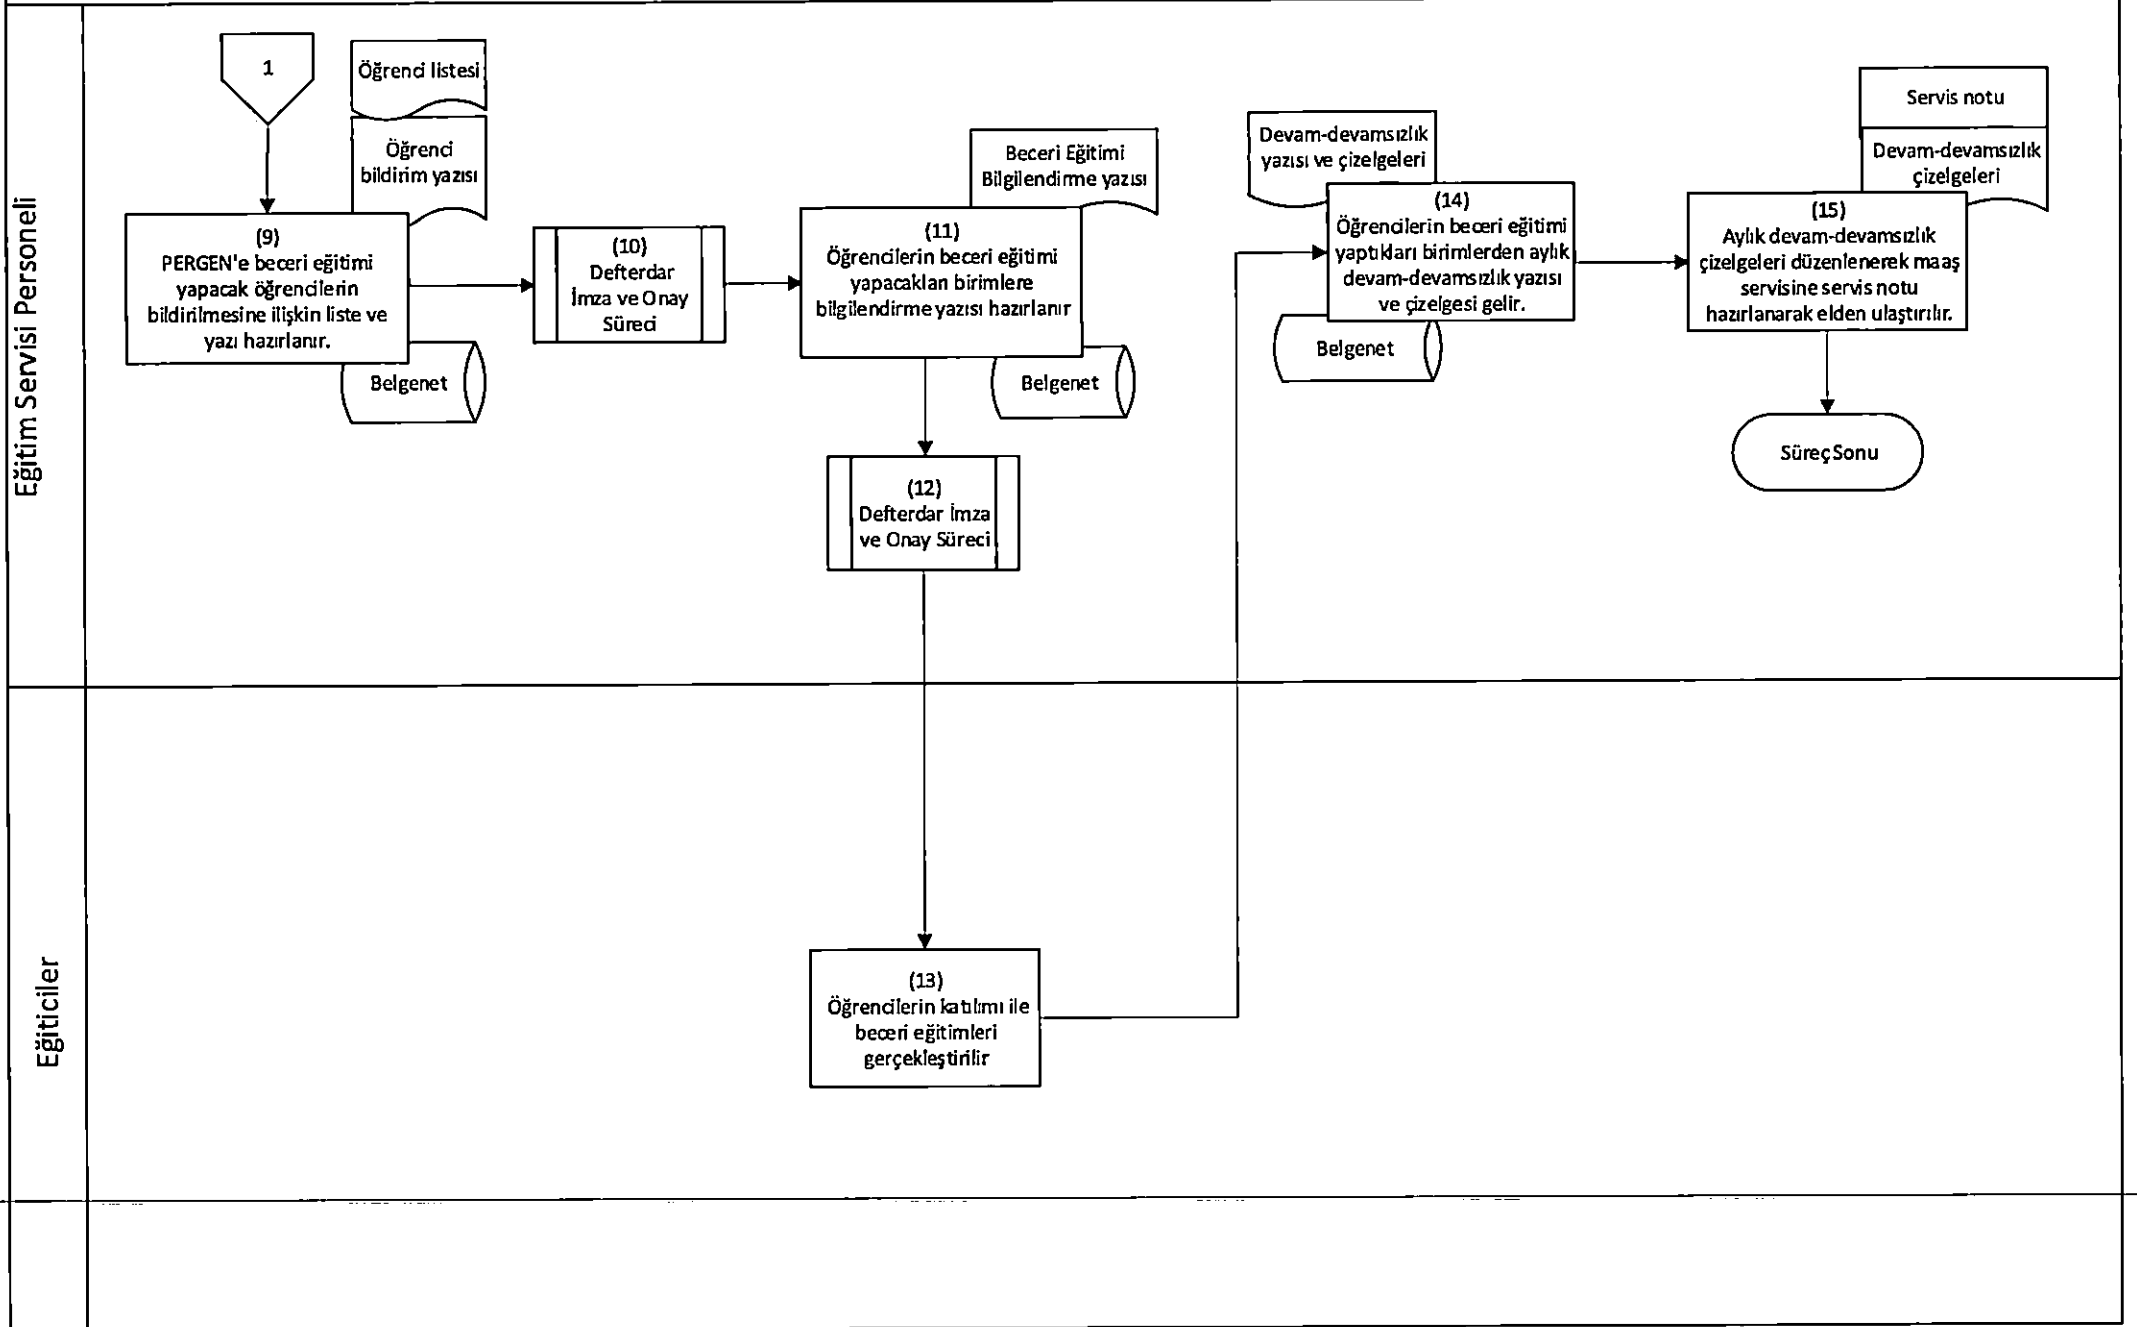 Eğitim Servisi Personeli
1
Öğrenci listesi
Öğrenci
bildirim yazısı
(9)
PERGEN'e beceri eğitimi
yapacak öğrencilerin
bildirilmesine ilişkin liste ve
yazı hazırlanır.
Belgenet
(10)
Defterdar
İmza ve Onay
Süreci
Beceri Eğitimi
Bilgilendirme yazısı
(11)
Öğrencilerin beceri eğitimi
yapacakları birimlere
bilgilendirme yazısı hazırlanır
Belgenet
(12)
Defterdar İmza
ve Onay Süreci
Devam-devamsızlık
yazısı ve çizelgeleri
(14)
Öğrencilerin beceri eğitimi
yaptıkları birimlerden aylık
devam-devamsızlık yazısı
ve çizelgesi gelir.
Belgenet
Servis notu
Devam-devamsızlık
çizelgeleri
(15)
Aylık devam-devamsızlık
çizelgeleri düzenlenerek maaş
servisine servis notu
hazırlanarak elden ulaştırılır.
Süreç Sonu
Eğiticiler
(13)
Öğrencilerin katılımı ile
beceri eğitimleri
gerçekleştirilir